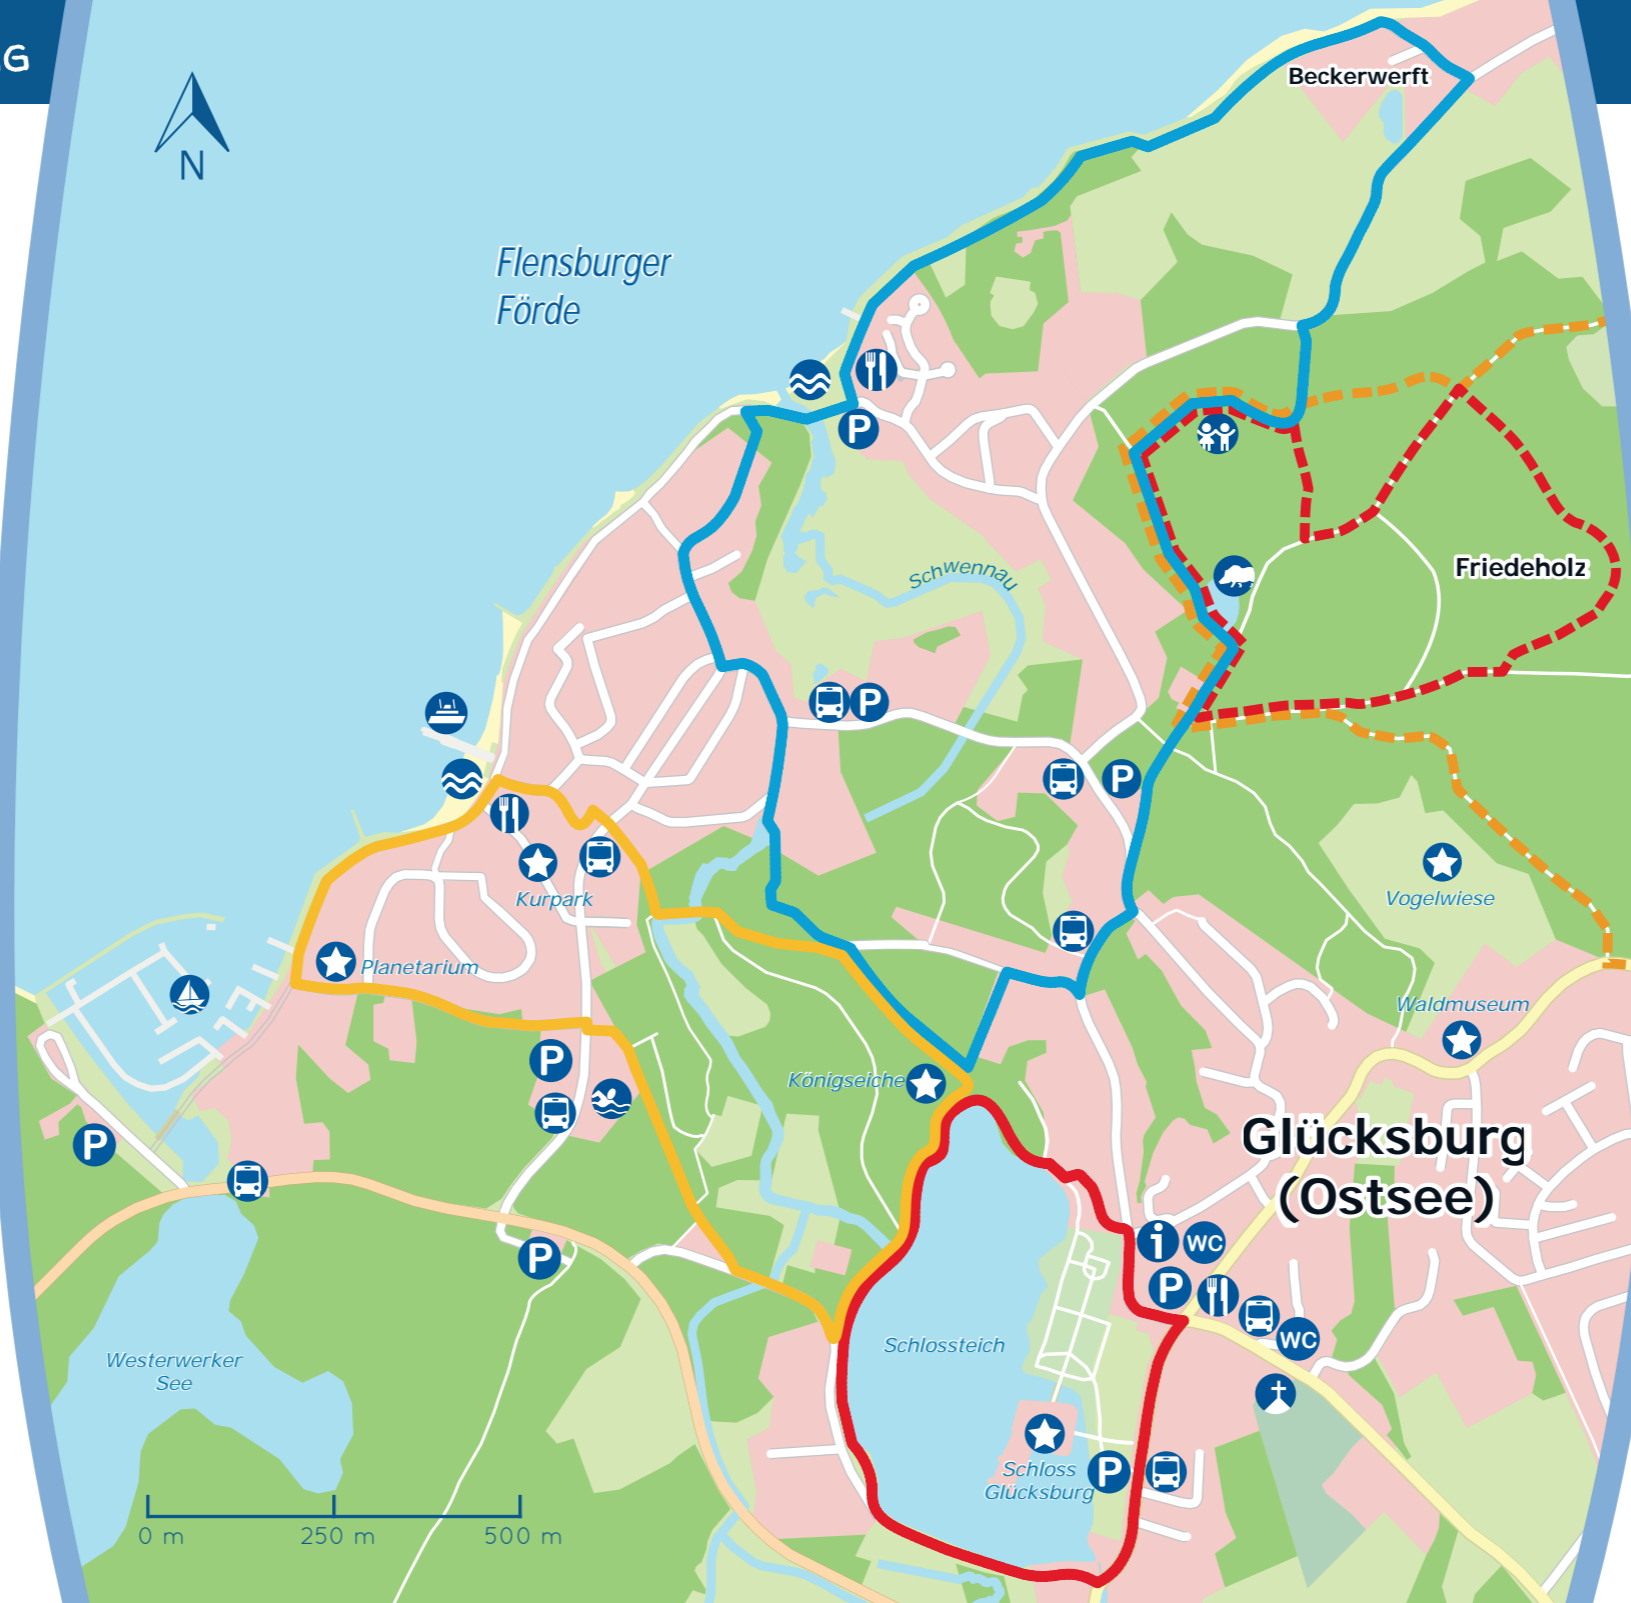 G
N
Beckerwerft
Flensburger
Förde
P
Schwennau
Friedeholz
P
P
Kurpark
Vogelwiese
Planetarium
Waldmuseum
P
Königseiche
P
Glücksburg
(Ostsee)
i
WC
P
P
WC
Schlossteich
Westerwerker
See
Schloss
Glücksburg
P
0 m
250 m
500 m